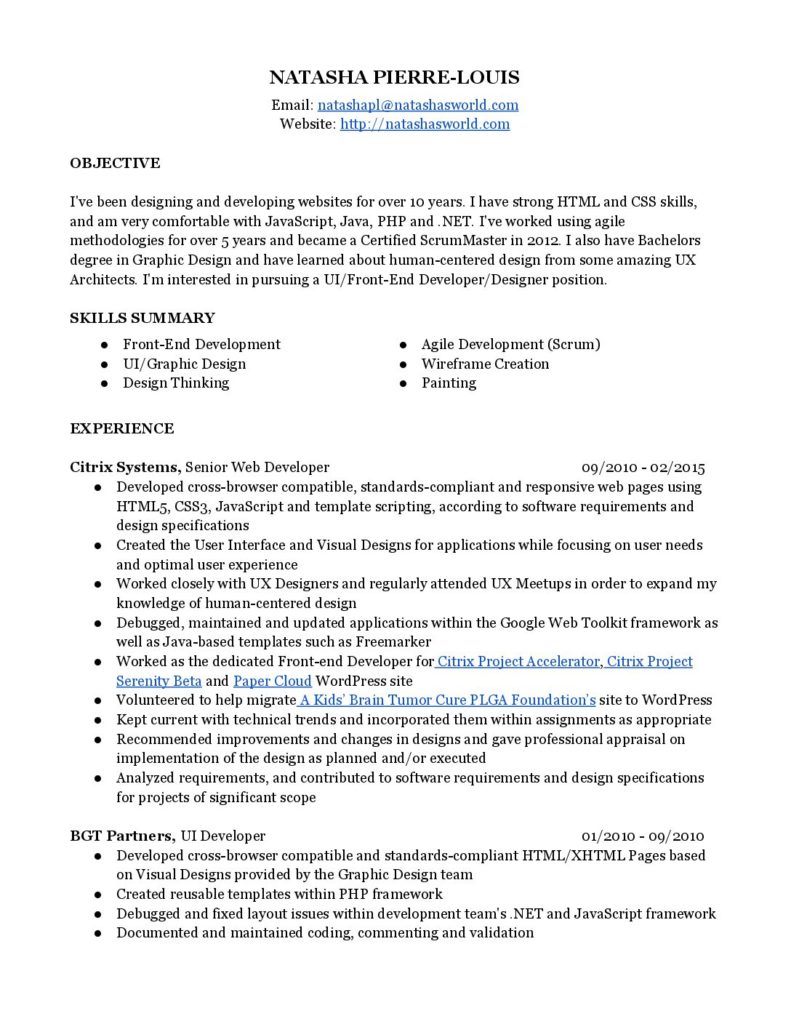 NATASHA PIERRE-LOUIS
Email: natashapl@natashasworld.com
Website: http://natashasworld.com
OBJECTIVE
I've been designing and developing websites for over 10 years. I have strong HTML and CSS skills,
and am very comfortable with JavaScript, Java, PHP and .NET. I've worked using agile
methodologies for over 5 years and became a Certified ScrumMaster in 2012. I also have Bachelors
degree in Graphic Design and have learned about human-centered design from some amazing UX
Architects. I'm interested in pursuing a UI/Front-End Developer/Designer position.
SKILLS SUMMARY
● Front-End Development
● UI/Graphic Design
● Design Thinking
● Agile Development (Scrum)
● Wireframe Creation
● Painting
EXPERIENCE
Citrix Systems, Senior Web Developer 09/2010 - 02/2015
● Developed cross-browser compatible, standards-compliant and responsive web pages using
HTML5, CSS3, JavaScript and template scripting, according to software requirements and
design specifications
● Created the User Interface and Visual Designs for applications while focusing on user needs
and optimal user experience
● Worked closely with UX Designers and regularly attended UX Meetups in order to expand my
knowledge of human-centered design
● Debugged, maintained and updated applications within the Google Web Toolkit framework as
well as Java-based templates such as Freemarker
● Worked as the dedicated Front-end Developer for Citrix Project Accelerator, Citrix Project
Serenity Beta and Paper Cloud WordPress site
● Volunteered to help migrate A Kids’ Brain Tumor Cure PLGA Foundation’s site to WordPress
● Kept current with technical trends and incorporated them within assignments as appropriate
● Recommended improvements and changes in designs and gave professional appraisal on
implementation of the design as planned and/or executed
● Analyzed requirements, and contributed to software requirements and design specifications
for projects of significant scope
BGT Partners, UI Developer 01/2010 - 09/2010
● Developed cross-browser compatible and standards-compliant HTML/XHTML Pages based
on Visual Designs provided by the Graphic Design team
● Created reusable templates within PHP framework
● Debugged and fixed layout issues within development team's .NET and JavaScript framework
● Documented and maintained coding, commenting and validation